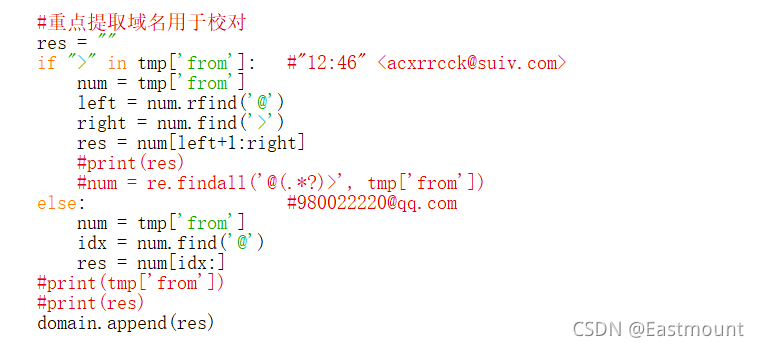 #重点提取域名用于校对
res = ""
if ">" in tmp['from']:   #"12:46" <acxrrcck@suiv.com>
    num = tmp['from']
    left = num.rfind('@')
    right = num.find('>')
    res = num[left+1:right]
    #print(res)
    #num = re.findall('@(.*?)>', tmp['from'])
else:                    #980022220@qq.com
    num = tmp['from']
    idx = num.find('@')
    res = num[idx:]
#print(tmp['from'])
#print(res)
domain.append(res)
CSDN @Eastmount